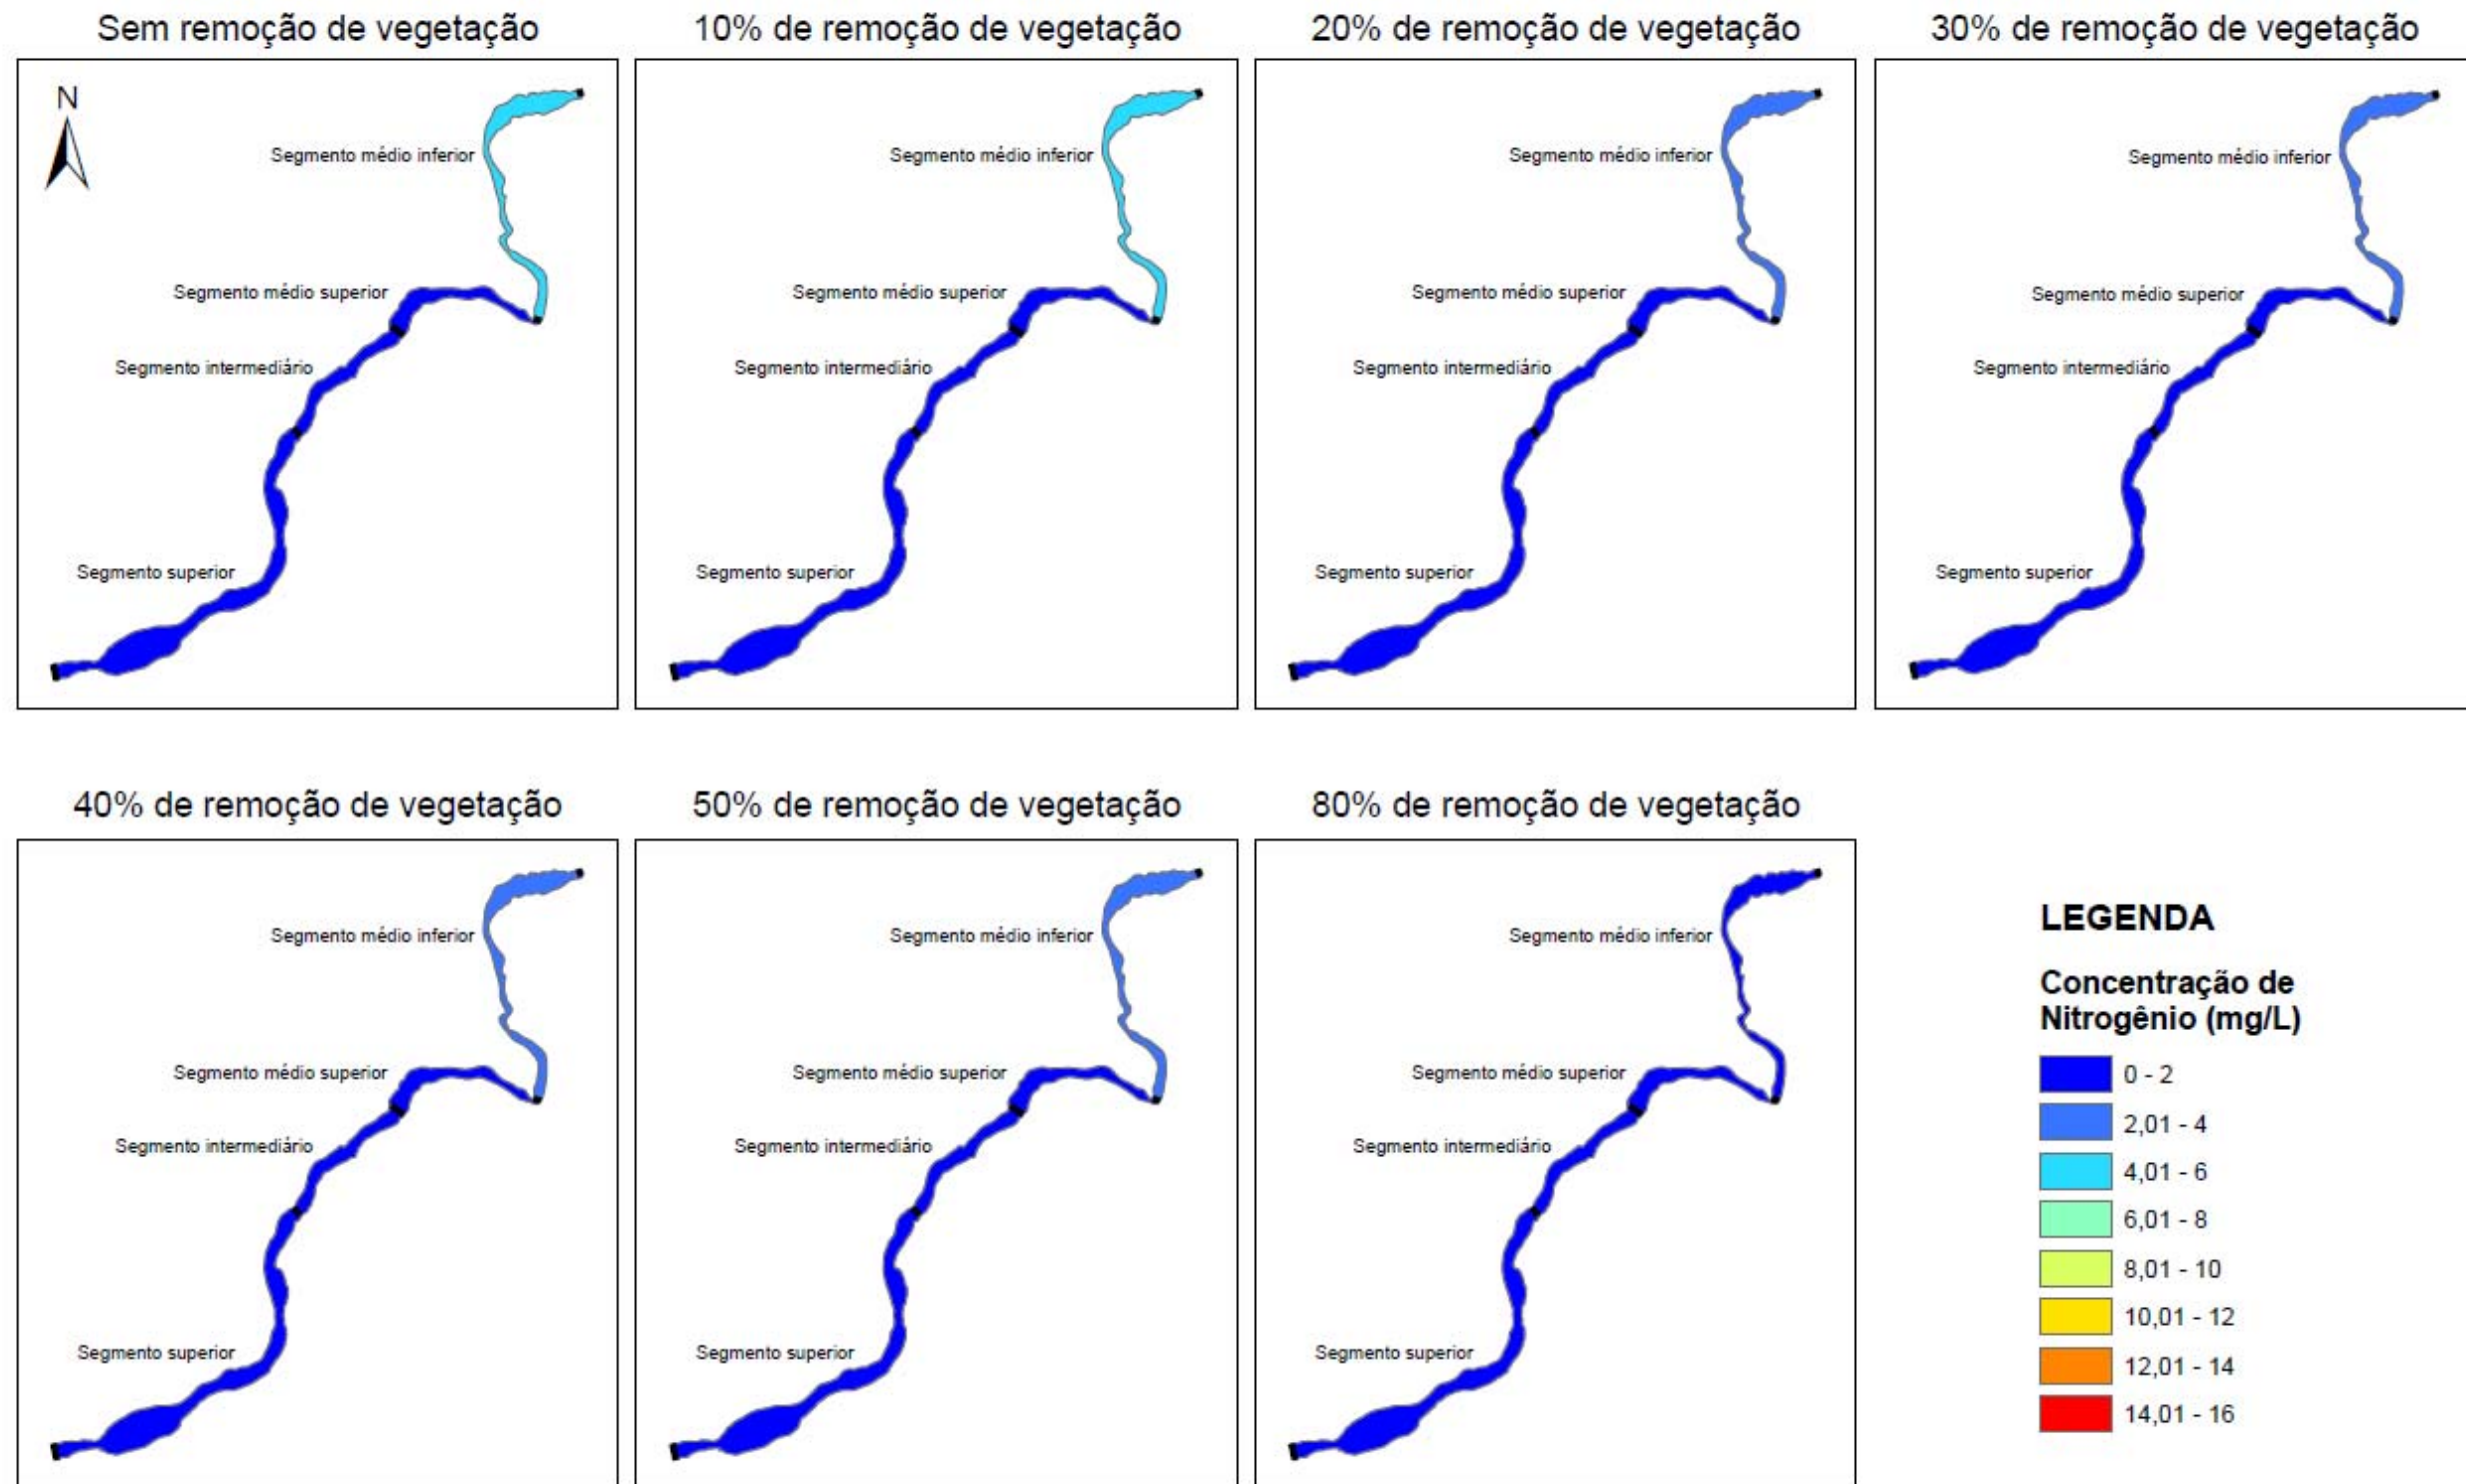 Sem remoção de vegetação
10% de remoção de vegetação
20% de remoção de vegetação
30% de remoção de vegetação
N
Segmento médio inferior
Segmento médio superior
Segmento intermediário
Segmento superior
Segmento médio inferior
Segmento médio superior
Segmento intermediário
Segmento superior
Segmento médio inferior
Segmento médio superior
Segmento intermediário
Segmento superior
Segmento médio inferior
Segmento médio superior
Segmento intermediário
Segmento superior
40% de remoção de vegetação
50% de remoção de vegetação
80% de remoção de vegetação
Segmento médio inferior
Segmento médio superior
Segmento intermediário
Segmento superior
Segmento médio inferior
Segmento médio superior
Segmento intermediário
Segmento superior
Segmento médio inferior
Segmento médio superior
Segmento intermediário
Segmento superior
LEGENDA
Concentração de
Nitrogênio (mg/L)
0 - 2
2,01 - 4
4,01 - 6
6,01 - 8
8,01 - 10
10,01 - 12
12,01 - 14
14,01 - 16